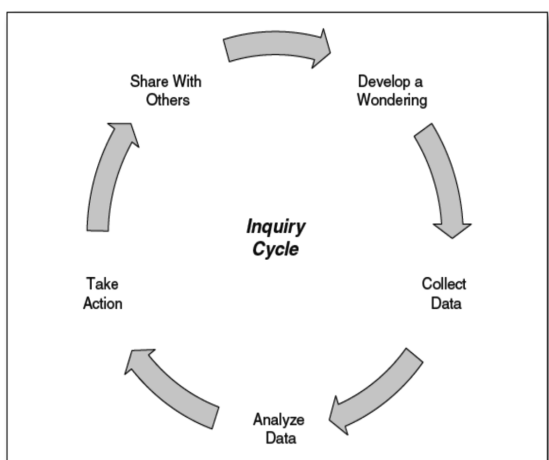 Share With
Others
Develop a
Wondering
Inquiry
Cycle
Take
Action
Collect
Data
Analyze
Data